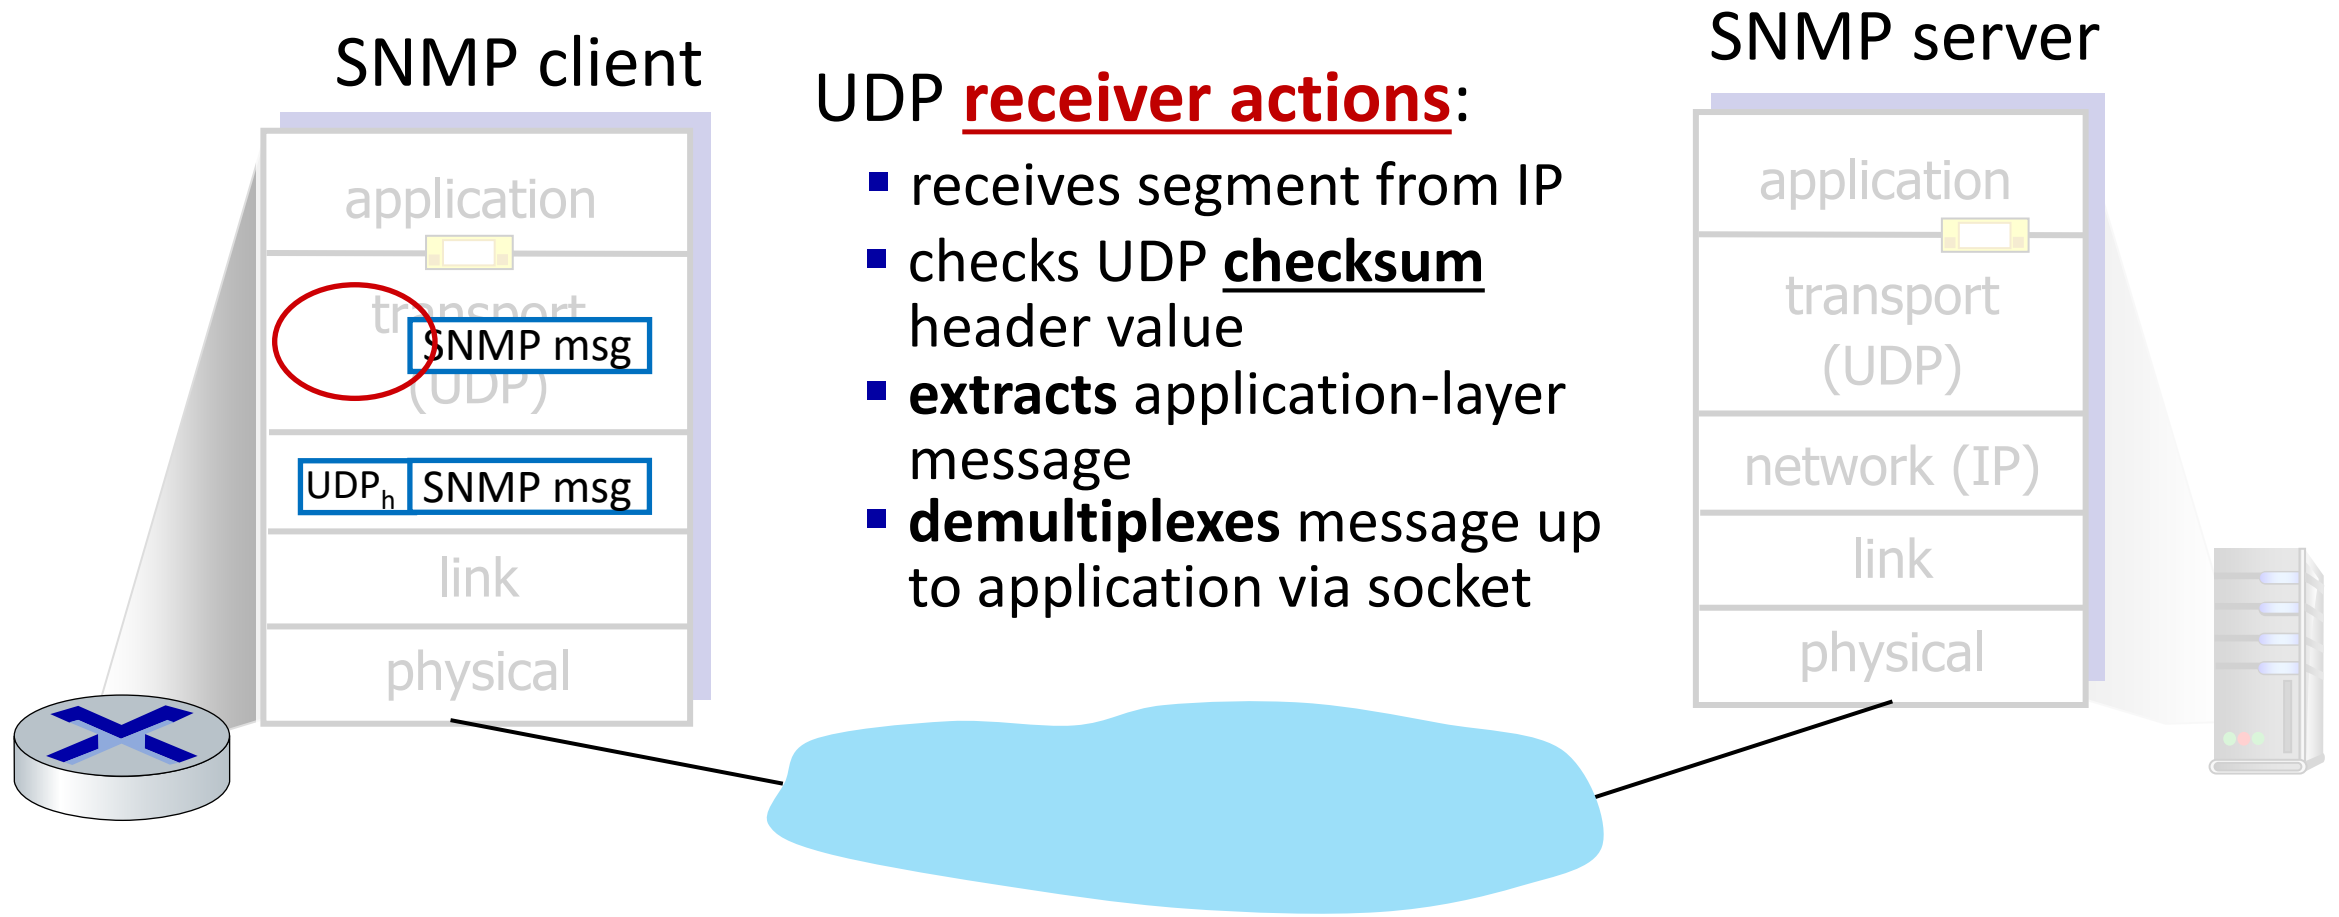 SNMP client
application
transport
SNMP msg
(UDP)
UDPh SNMP msg
link
physical
UDP receiver actions:
▪ receives segment from IP
▪ checks UDP checksum
header value
▪ extracts application-layer
message
▪ demultiplexes message up
to application via socket
SNMP server
application
transport
(UDP)
network (IP)
link
physical